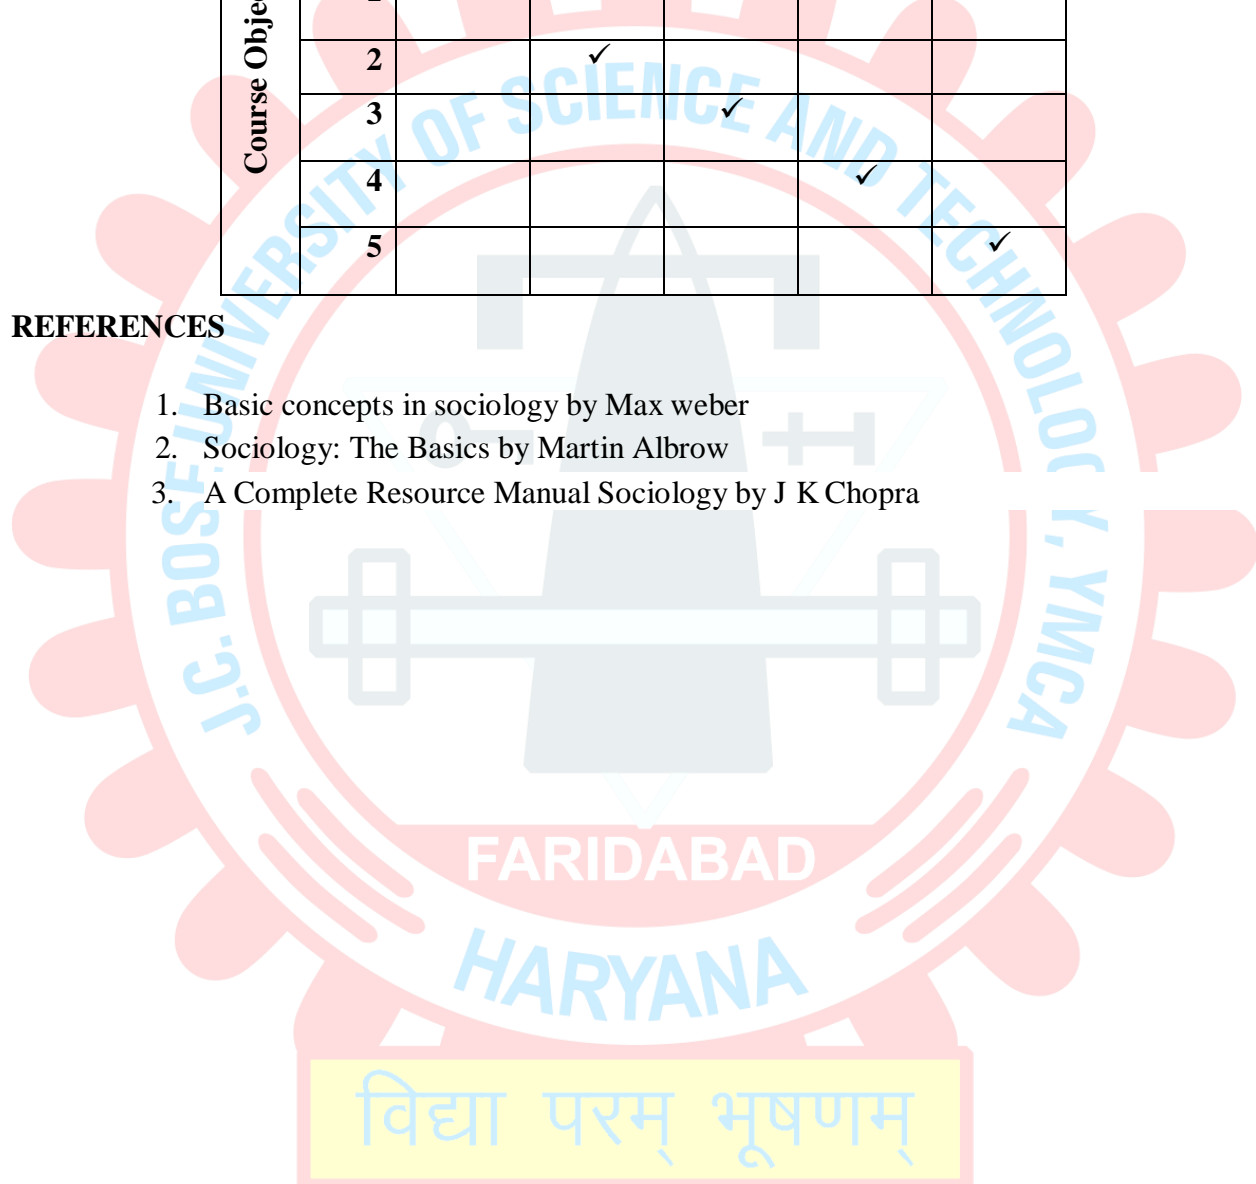 Course Obje
2 ✓
3 ✓
4 ✓
5 ✓
REFERENCES
1. Basic concepts in sociology by Max weber
2. Sociology: The Basics by Martin Albrow
3. A Complete Resource Manual Sociology by J K Chopra
J.C. BOSE UNIVERSITY OF SCIENCE AND TECHNOLOGY, YMCA
FARIDABAD
HARYANA
विद्या परम् भूषणम्